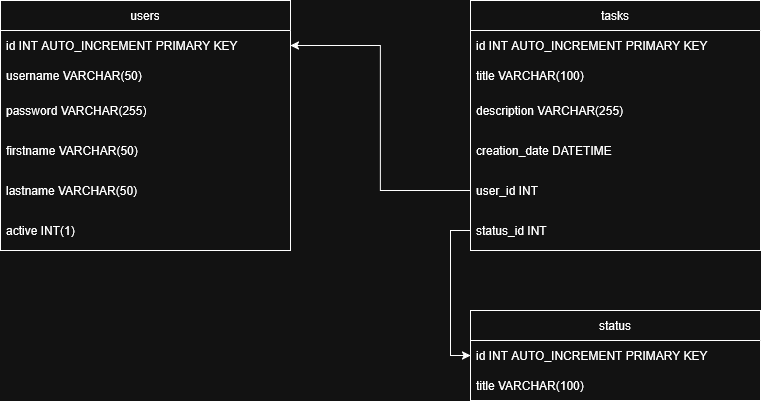 users
id INT AUTO_INCREMENT PRIMARY KEY
username VARCHAR(50)
password VARCHAR(255)
firstname VARCHAR(50)
lastname VARCHAR(50)
active INT(1)
tasks
id INT AUTO_INCREMENT PRIMARY KEY
title VARCHAR(100)
description VARCHAR(255)
creation_date DATETIME
user_id INT
status_id INT
status
id INT AUTO_INCREMENT PRIMARY KEY
title VARCHAR(100)